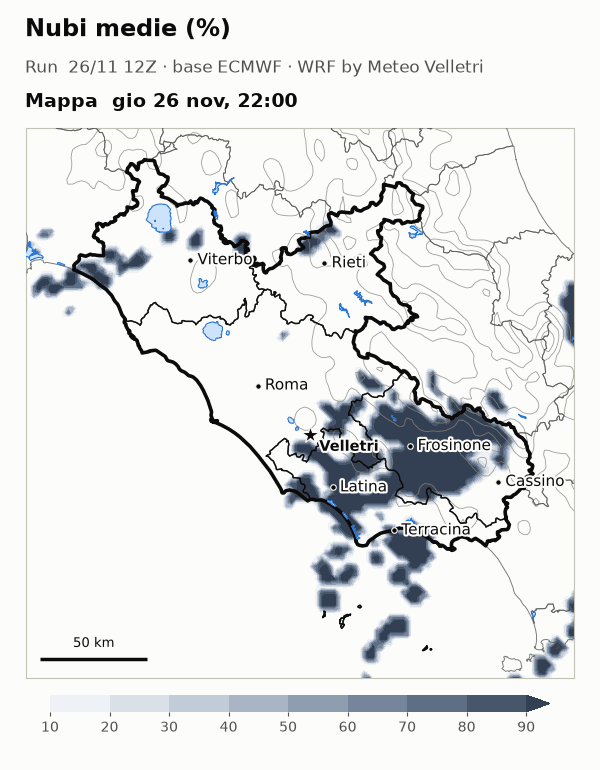 Nubi medie (%)
Run  26/11 12Z · base ECMWF · WRF by Meteo Velletri
Mappa  gio 26 nov, 22:00
Viterbo
Rieti
Roma
Velletri
Frosinone
Cassino
Latina
Terracina
50 km
10 20 30 40 50 60 70 80 90